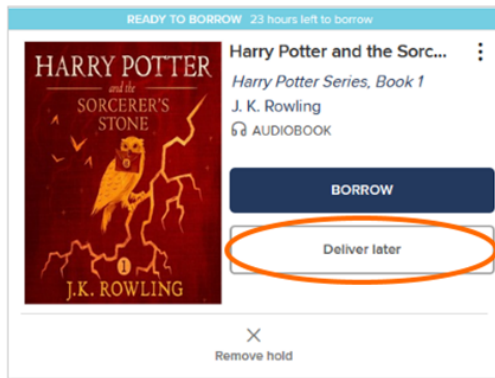 READY TO BORROW 23 hours left to borrow
HARRY POTTER
and the
SORCERER'S
STONE
1
J.K. ROWLING
Harry Potter and the Sorc...
Harry Potter Series, Book 1
J. K. Rowling
AUDIOBOOK
BORROW
Deliver later
Remove hold